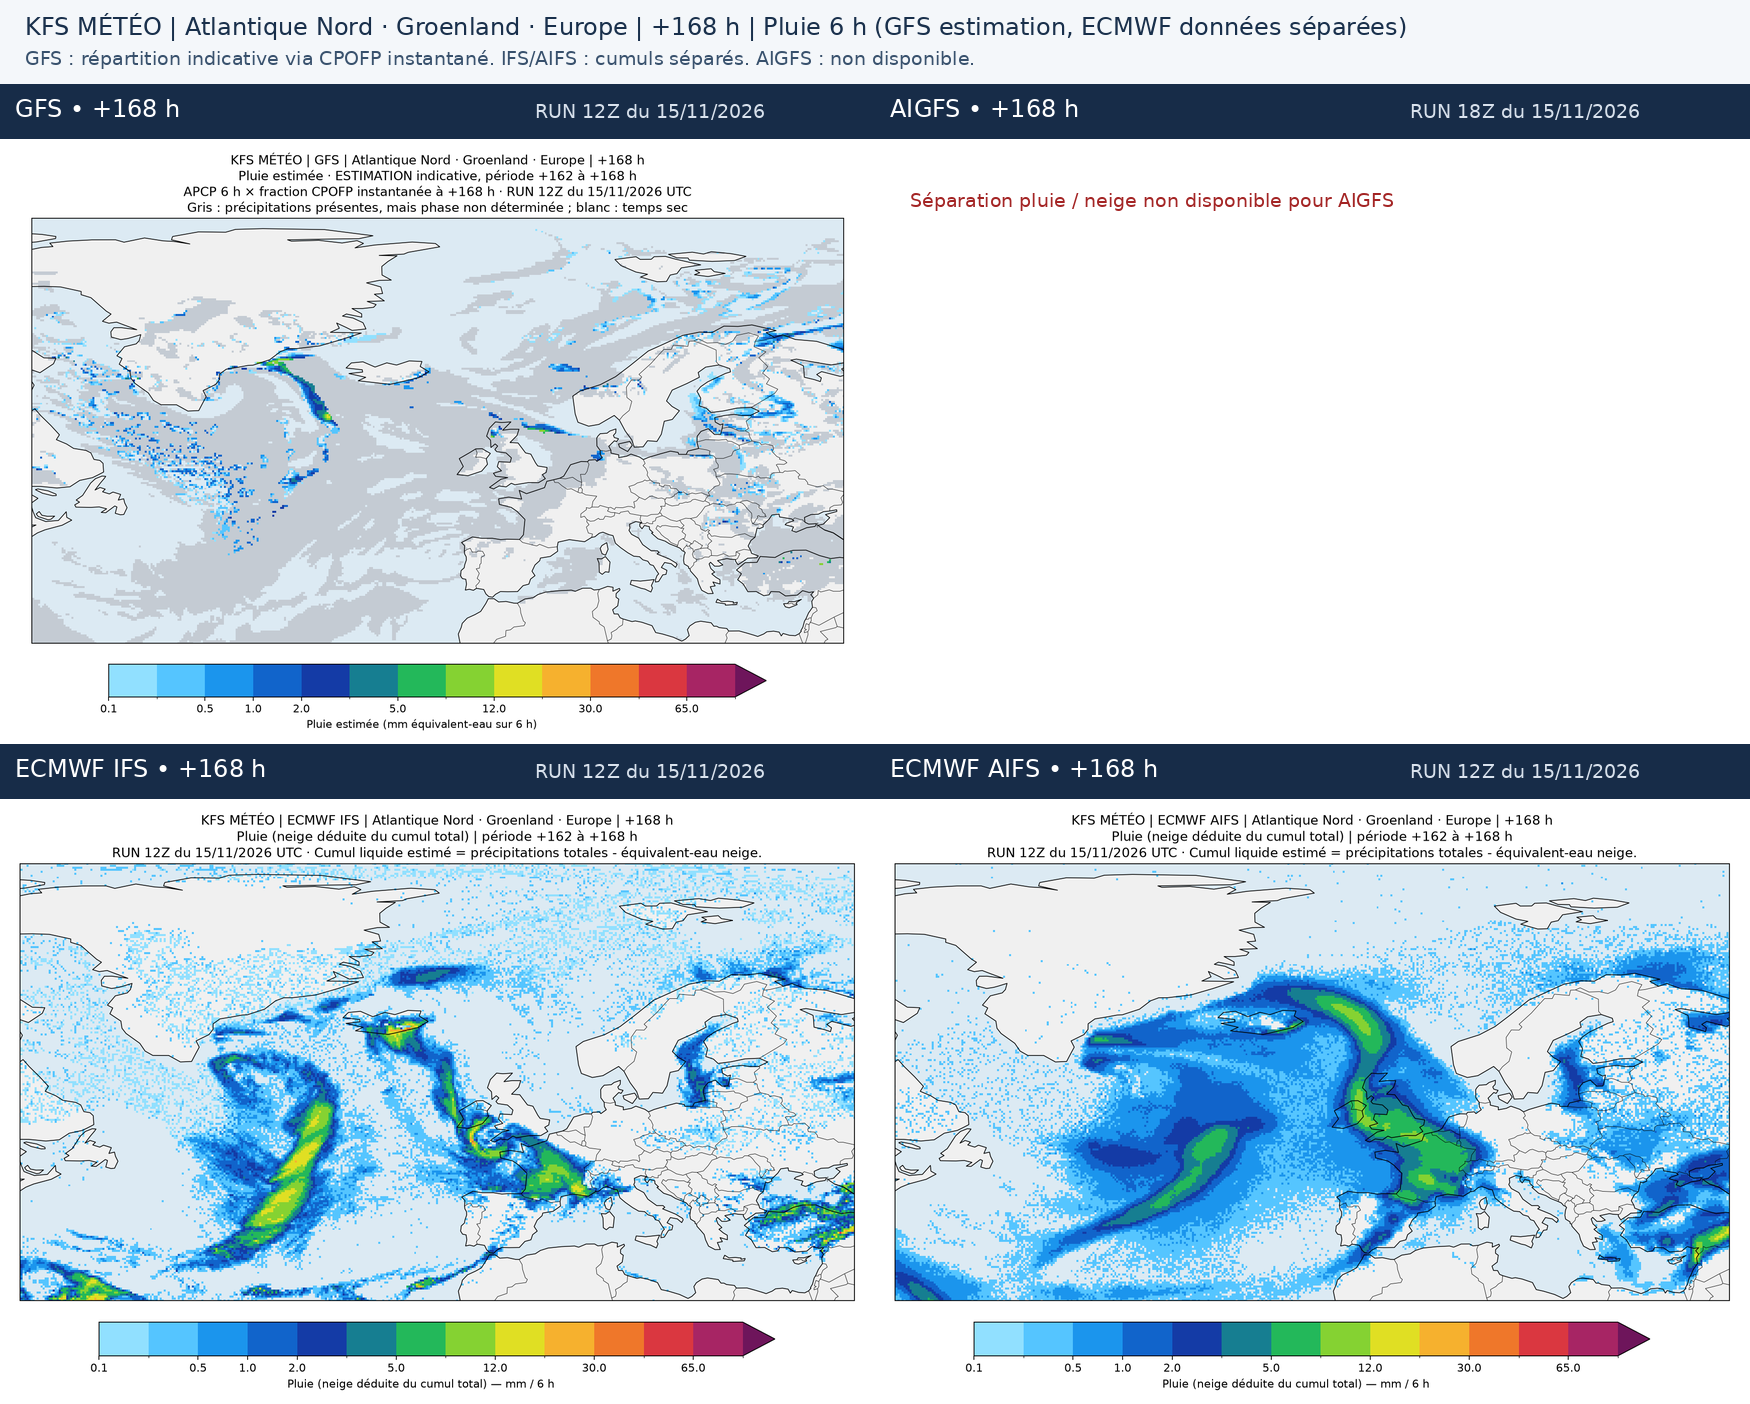 KFS MÉTÉO | Atlantique Nord · Groenland · Europe | +168 h | Pluie 6 h (GFS estimation, ECMWF données séparées)
GFS : répartition indicative via CPOFP instantané. IFS/AIFS : cumuls séparés. AIGFS : non disponible.
GFS • +168 h
RUN 12Z du 15/11/2026
AIGFS • +168 h
RUN 18Z du 15/11/2026
KFS MÉTÉO | GFS | Atlantique Nord · Groenland · Europe | +168 h
Pluie estimée · ESTIMATION indicative, période +162 à +168 h
APCP 6 h × fraction CPOFP instantanée à +168 h · RUN 12Z du 15/11/2026 UTC
Gris : précipitations présentes, mais phase non déterminée ; blanc : temps sec
Séparation pluie / neige non disponible pour AIGFS
0.1 0.5 1.0 2.0 5.0 12.0 30.0 65.0
Pluie estimée (mm équivalent-eau sur 6 h)
ECMWF IFS • +168 h
RUN 12Z du 15/11/2026
ECMWF AIFS • +168 h
RUN 12Z du 15/11/2026
KFS MÉTÉO | ECMWF IFS | Atlantique Nord · Groenland · Europe | +168 h
Pluie (neige déduite du cumul total) | période +162 à +168 h
RUN 12Z du 15/11/2026 UTC · Cumul liquide estimé = précipitations totales - équivalent-eau neige.
0.1 0.5 1.0 2.0 5.0 12.0 30.0 65.0
Pluie (neige déduite du cumul total) — mm / 6 h
KFS MÉTÉO | ECMWF AIFS | Atlantique Nord · Groenland · Europe | +168 h
Pluie (neige déduite du cumul total) | période +162 à +168 h
RUN 12Z du 15/11/2026 UTC · Cumul liquide estimé = précipitations totales - équivalent-eau neige.
0.1 0.5 1.0 2.0 5.0 12.0 30.0 65.0
Pluie (neige déduite du cumul total) — mm / 6 h